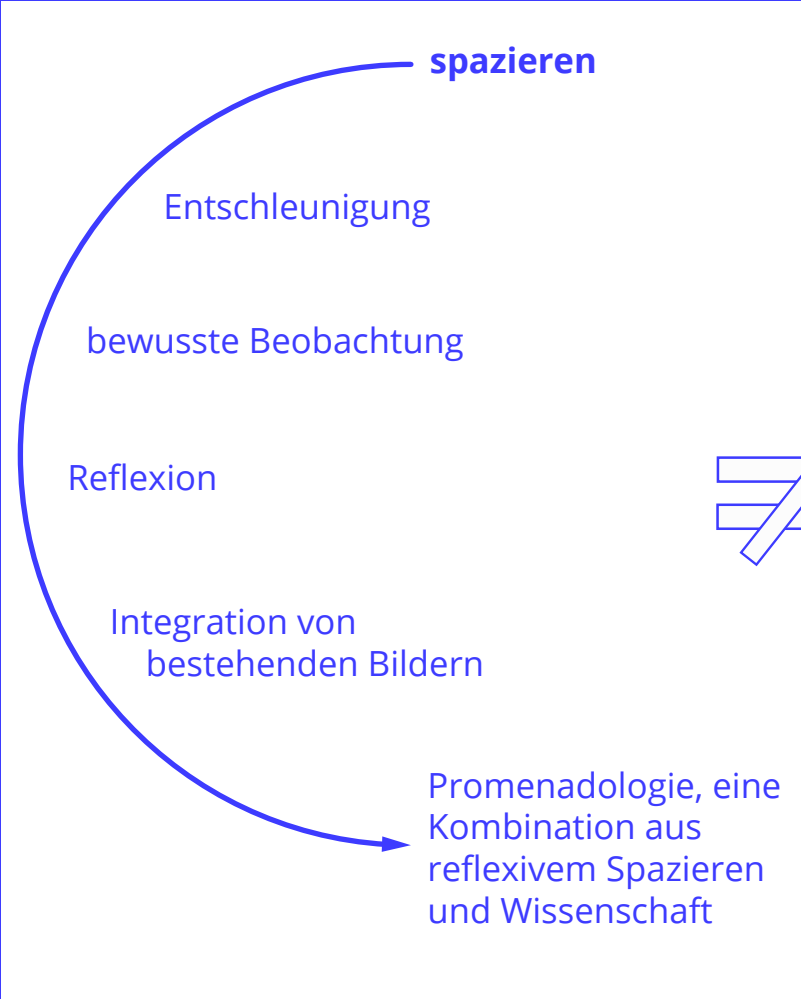 spazieren
Entschleunigung
bewusste Beobachtung
Reflexion
Integration von
bestehenden Bildern
Promenadologie, eine
Kombination aus
reflexivem Spazieren
und Wissenschaft